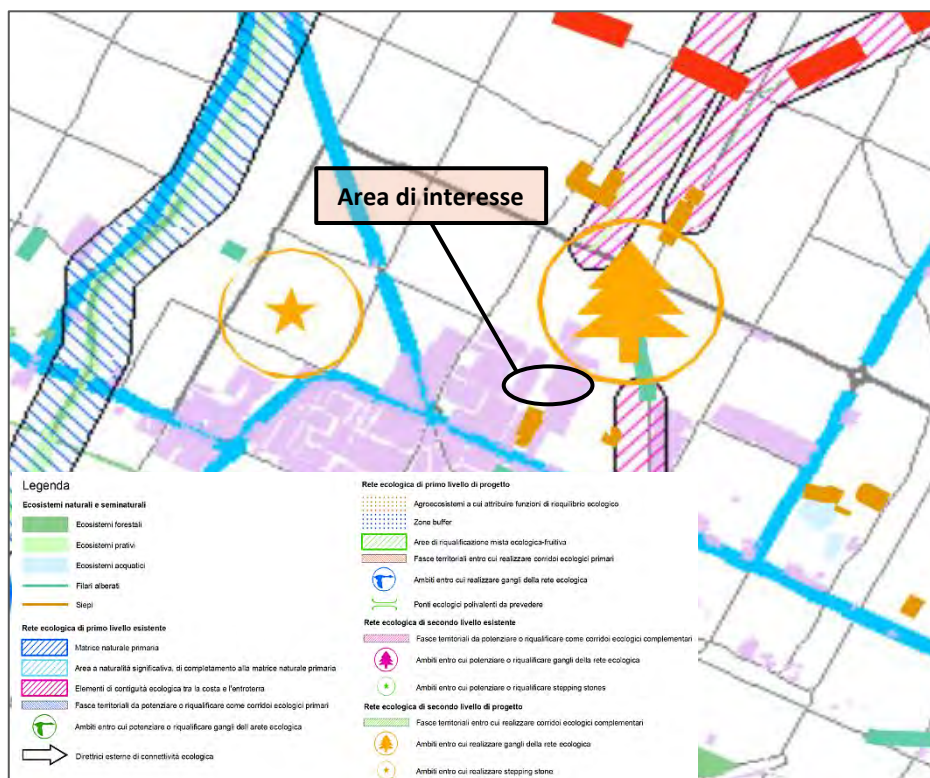 Area di interesse
Legenda
Ecosistemi naturali e seminaturali
Ecosistemi forestali
Ecosistemi prativi
Ecosistemi acquatici
Filari alberati
Siepi
Rete ecologica di primo livello esistente
Matrice naturale primaria
Area a naturalità significativa, di completamento alla matrice naturale primaria
Elementi di contiguità ecologica tra la costa e l'entroterra
Fasce territoriali da potenziare o riqualificare come corridoi ecologici primari
Ambiti entro cui potenziare o riqualificare gangli dell arete ecologica
Direttrici esterne di connettività ecologica
Rete ecologica di primo livello di progetto
Agroecosistemi a cui attribuire funzioni di riequilibrio ecologico
Zone buffer
Aree di riqualificazione mista ecologica-fruitiva
Fasce territoriali entro cui realizzare corridoi ecologici primari
Ambiti entro cui realizzare gangli della rete ecologica
Ponti ecologici polivalenti da prevedere
Rete ecologica di secondo livello esistente
Fasce territoriali da potenziare o riqualificare come corridoi ecologici complementari
Ambiti entro cui potenziare o riqualificare gangli della rete ecologica
Ambiti entro cui potenziare o riqualificare stepping stones
Rete ecologica di secondo livello di progetto
Fasce territoriali entro cui realizzare corridoi ecologici complementari
Ambiti entro cui realizzare gangli della rete ecologica
Ambiti entro cui realizzare stepping stone